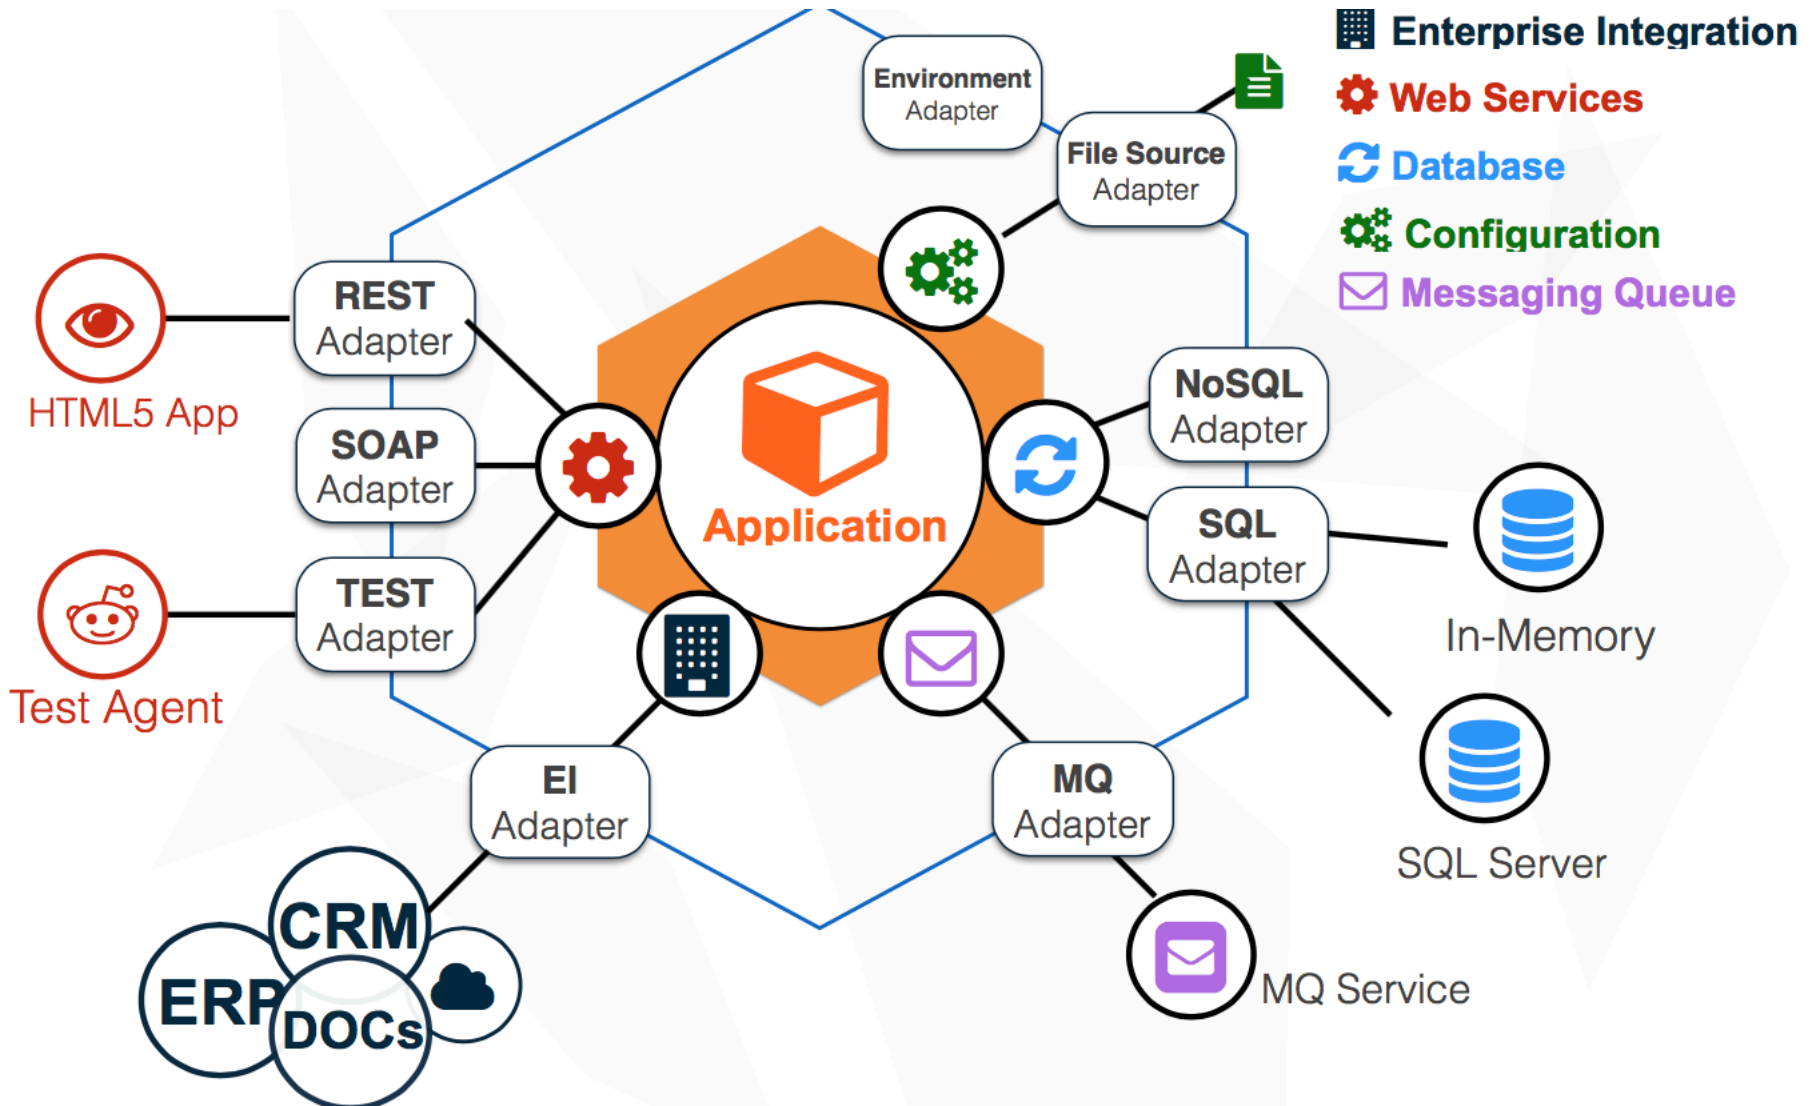 Enterprise Integration
Web Services
Database
Configuration
Messaging Queue
Environment
Adapter
File Source
Adapter
REST
Adapter
HTML5 App
SOAP
Adapter
TEST
Adapter
Test Agent
Application
NoSQL
Adapter
SQL
Adapter
In-Memory
SQL Server
EI
Adapter
MQ
Adapter
CRM
ERP
DOCs
MQ Service